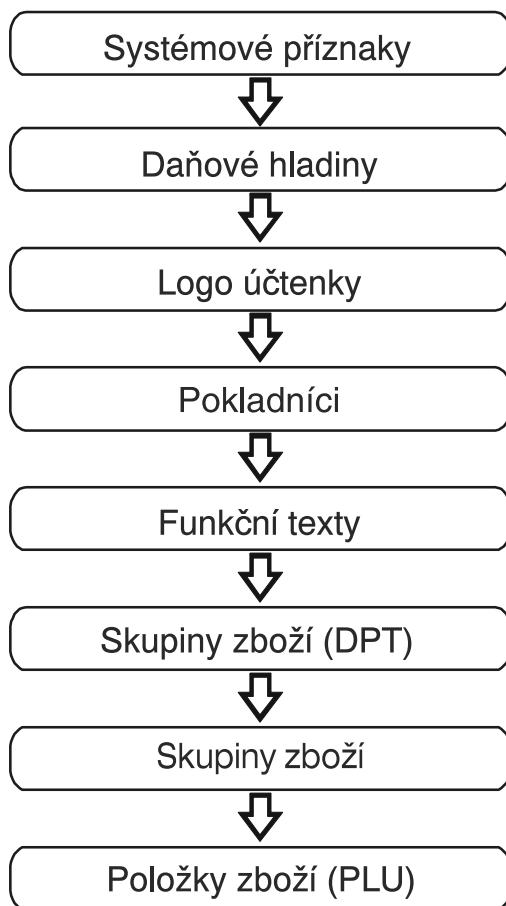 Systémové příznaky
Daňové hladiny
Logo účtenky
Pokladníci
Funkční texty
Skupiny zboží (DPT)
Skupiny zboží
Položky zboží (PLU)